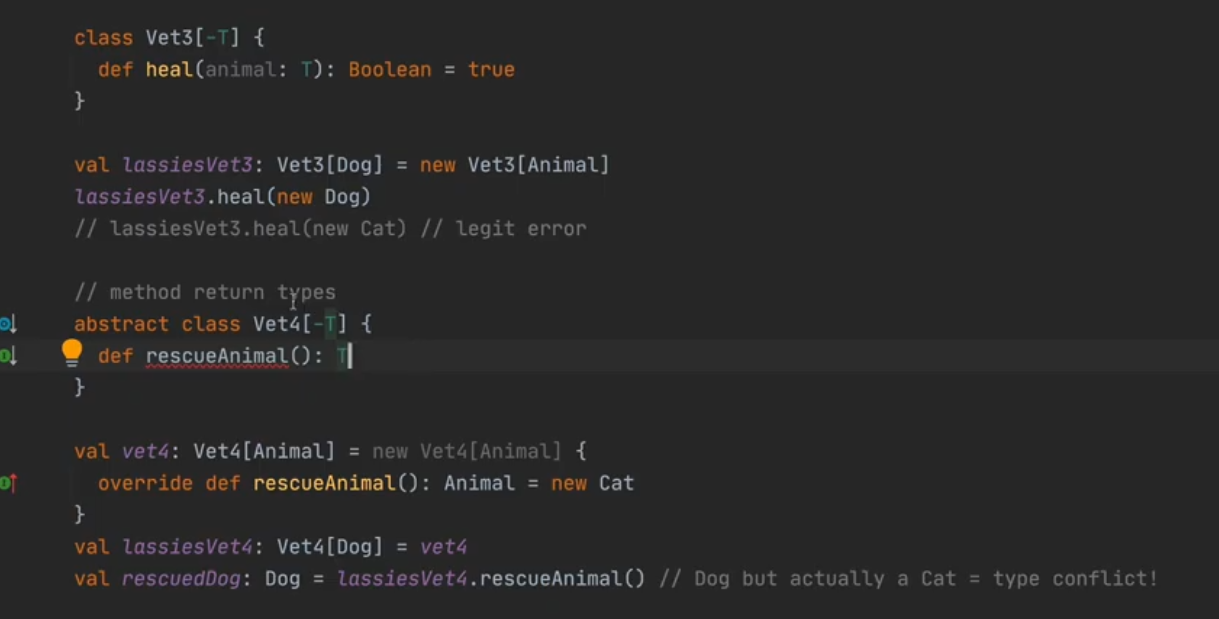 class Vet3[-T] {
  def heal(animal: T): Boolean = true
}
val lassiesVet3: Vet3[Dog] = new Vet3[Animal]
lassiesVet3.heal(new Dog)
// lassiesVet3.heal(new Cat) // legit error
// method return types
abstract class Vet4[-T] {
  def rescueAnimal(): T
}
val vet4: Vet4[Animal] = new Vet4[Animal] {
  override def rescueAnimal(): Animal = new Cat
}
val lassiesVet4: Vet4[Dog] = vet4
val rescuedDog: Dog = lassiesVet4.rescueAnimal() // Dog but actually a Cat = type conflict!